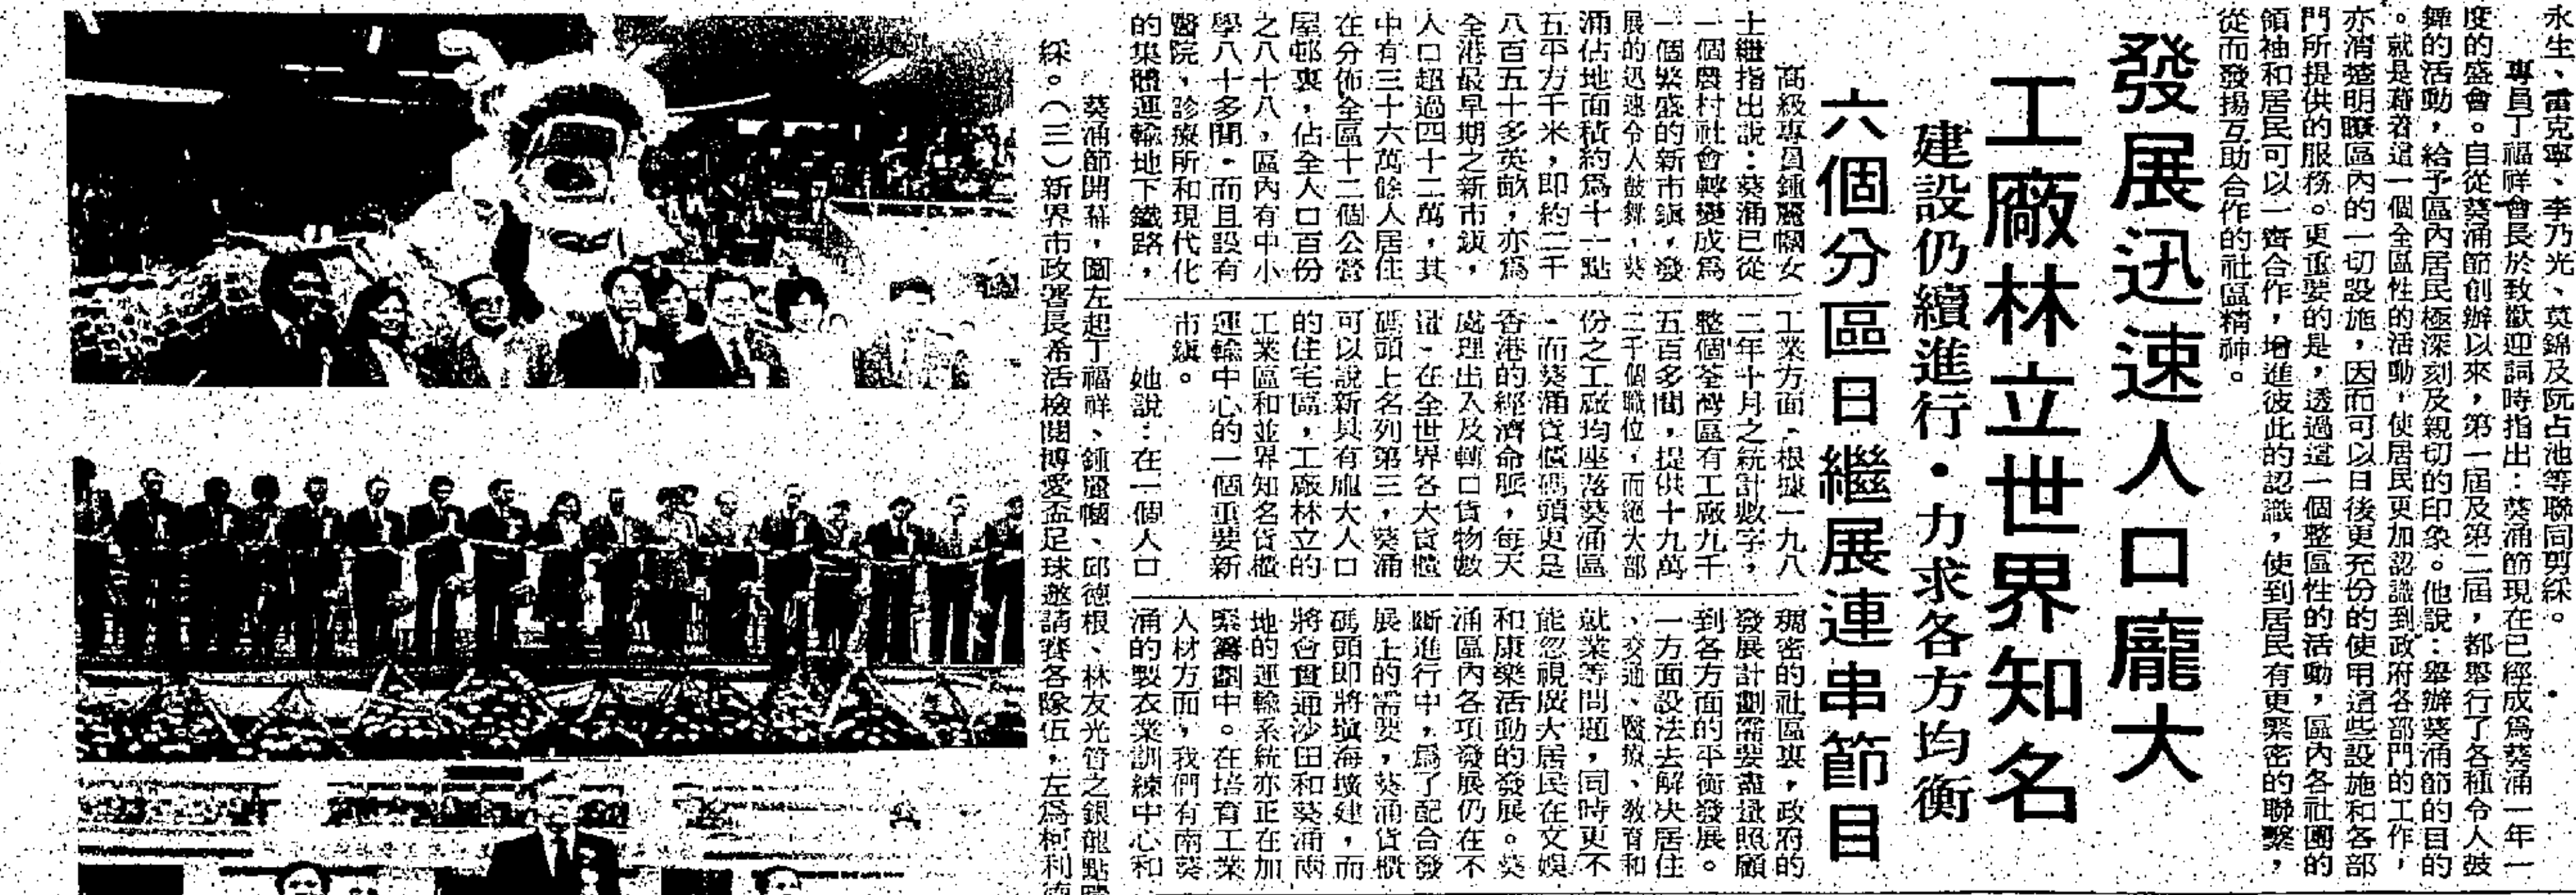 永生、雷克寧、李乃光、莫錦及阮占池等聯同剪綵。
專員丁福祥會長於致歡迎詞時指出：葵涌節現在已經成爲葵涌一年一
度的盛會。自從葵涌節創辦以來，第一屆及第二屆，都舉行了各種令人鼓
舞的活動，給予區內居民極深刻及親切的印象。他說：舉辦葵涌節的目的
。就是藉着這一個全區性的活動，使居民更加認識到政府各部門的工作，
亦清楚明瞭區內的一切設施，因而可以日後更充份的使用這些設施和各部
門所提供的服務。更重要的是，透過這一個整區性的活動，區內各社團的
領袖和居民可以一齊合作，增進彼此的認識，使到居民有更緊密的聯繫，
從而發揚互助合作的社區精神。
發展迅速人口龐大
工廠林立世界知名
建設仍續進行・力求各方均衡
六個分區日繼展連串節目
高級專員鍾麗幗女
士繼指出說：葵涌已從
一個農村社會轉變成爲
一個繁盛的新市鎭，發
展的迅速令人鼓舞，葵
涌佔地面積約爲十一點
五平方千米，即約二千
八百五十多英畝，亦爲
全港最早期之新市鎭，
人口超過四十二萬，其
中有三十六萬餘人居住
在分佈全區十二個公營
屋邨裏，佔全人口百份
之八十八，區內有中小
學八十多間，而且設有
醫院，診療所和現代化
的集體運輸地下鐵路，
工業方面，根據一九八
二年十月之統計數字，
整個荃灣區有工廠九千
五百多間，提供十九萬
二千個職位，而絕大部
份之工廠均座落葵涌區
，而葵涌貨櫃碼頭更是
香港的經濟命脈，每天
處理出入及轉口貨物數
量，在全世界各大貨櫃
碼頭上名列第三，葵涌
可以說新具有龐大人口
的住宅區，工廠林立的
工業區和並界知名貨櫃
運輸中心的一個重要新
市鎭。
她說：在一個人口
稠密的社區裏，政府的
發展計劃需要盡量照顧
到各方面的平衡發展。
一方面設法去解決居住
、交通、醫療、教育和
就業等問題，同時更不
能忽視廣大居民在文娛
和康樂活動的發展。葵
涌區內各項發展仍在不
斷進行中，爲了配合發
展上的需要，葵涌貨櫃
碼頭即將塡海擴建，而
將會貫通沙田和葵涌兩
地的運輸系統亦正在加
緊籌劃中。在培育工業
人材方面，我們有南葵
涌的製衣業訓練中心和
葵涌節開幕，圖左起丁福祥、鍾麗幗、邱德根、林友光管之銀龍點睛
綵。（三）新界市政署長希活檢閱博愛盃足球邀請賽各隊伍，左爲柯利德